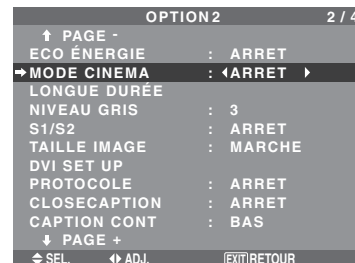 OPTION2 2/4
↑ PAGE -
ECO ÉNERGIE : ARRET
→MODE CINEMA : ◀ARRET ▶
LONGUE DURÉE
NIVEAU GRIS : 3
S1/S2 : ARRET
TAILLE IMAGE : MARCHE
DVI SET UP
PROTOCOLE : ARRET
CLOSECAPTION : ARRET
CAPTION CONT : BAS
↓ PAGE +
SEL. ADJ. EXIT RETOUR